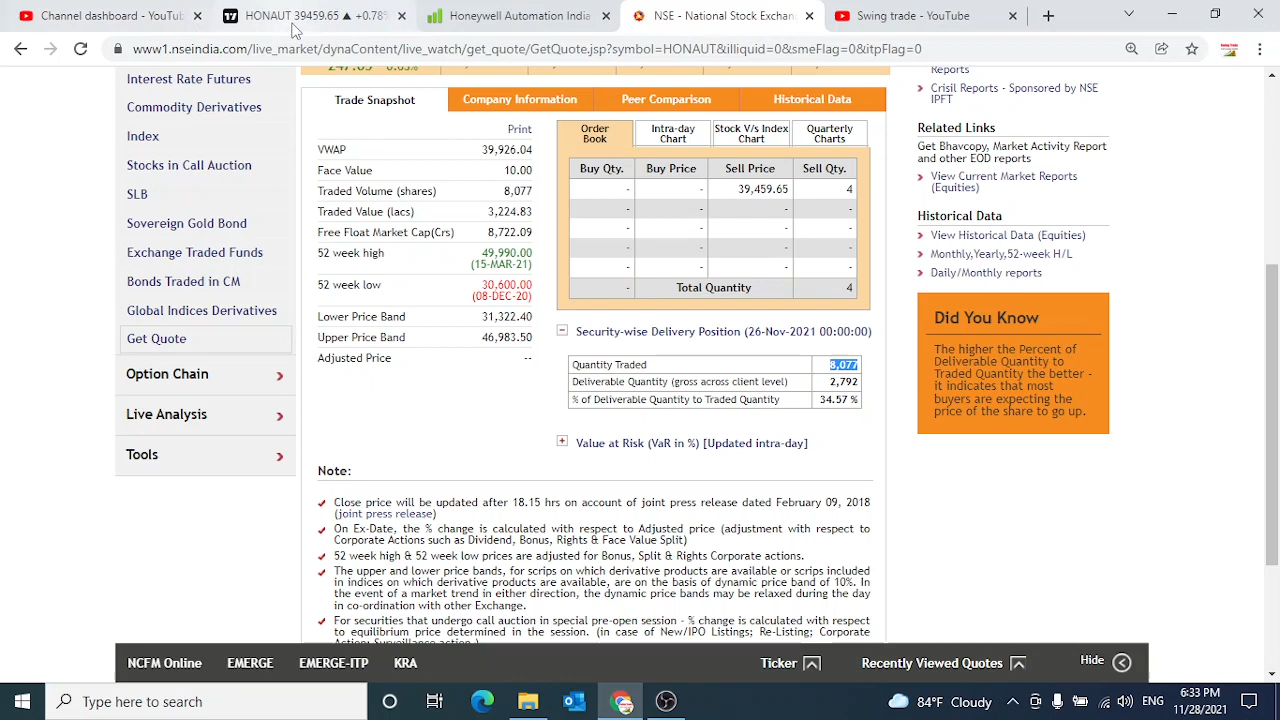 Channel dashboard - YouTub
HONAUT 39459.65 ▲ +0.78%
Honeywell Automation India
NSE - National Stock Exchan
Swing trade - YouTube
www1.nseindia.com/live_market/dynaContent/live_watch/get_quote/GetQuote.jsp?symbol=HONAUT&illiquid=0&smeFlag=0&itpFlag=0
Interest Rate Futures
Commodity Derivatives
Index
Stocks in Call Auction
SLB
Sovereign Gold Bond
Exchange Traded Funds
Bonds Traded in CM
Global Indices Derivatives
Get Quote
Option Chain
Live Analysis
Tools
Trade Snapshot
Company Information
Peer Comparison
Historical Data
Print
VWAP 39,926.04
Face Value 10.00
Traded Volume (shares) 8,077
Traded Value (lacs) 3,224.83
Free Float Market Cap(Crs) 8,722.09
52 week high 49,990.00
(15-MAR-21)
52 week low 30,600.00
(08-DEC-20)
Lower Price Band 31,322.40
Upper Price Band 46,983.50
Adjusted Price --
Order
Book
Intra-day
Chart
Stock V/s Index
Chart
Quarterly
Charts
Buy Qty. Buy Price Sell Price Sell Qty.
- - 39,459.65 4
- - - -
- - - -
- - - -
- - - -
- Total Quantity 4
Security-wise Delivery Position (26-Nov-2021 00:00:00)
Quantity Traded 8,077
Deliverable Quantity (gross across client level) 2,792
% of Deliverable Quantity to Traded Quantity 34.57 %
Value at Risk (VaR in %) [Updated intra-day]
Note:
Close price will be updated after 18.15 hrs on account of joint press release dated February 09, 2018
(joint press release)
On Ex-Date, the % change is calculated with respect to Adjusted price (adjustment with respect to
Corporate Actions such as Dividend, Bonus, Rights & Face Value Split)
52 week high & 52 week low prices are adjusted for Bonus, Split & Rights Corporate actions.
The upper and lower price bands, for scrips on which derivative products are available or scrips included
in indices on which derivative products are available, are on the basis of dynamic price band of 10%. In
the event of a market trend in either direction, the dynamic price bands may be relaxed during the day
in co-ordination with other Exchange.
For securities that undergo call auction in special pre-open session - % change is calculated with respect
to equilibrium price determined in the session. (in case of New/IPO Listings; Re-Listing; Corporate
Reports
Crisil Reports - Sponsored by NSE
IPFT
Related Links
Get Bhavcopy, Market Activity Report
and other EOD reports
View Current Market Reports
(Equities)
Historical Data
View Historical Data (Equities)
Monthly,Yearly,52-week H/L
Daily/Monthly reports
Did You Know
The higher the Percent of
Deliverable Quantity to
Traded Quantity the better -
it indicates that most
buyers are expecting the
price of the share to go up.
NCFM Online EMERGE EMERGE-ITP KRA Ticker Recently Viewed Quotes Hide
Type here to search
84°F Cloudy
ENG
6:33 PM
11/28/2021